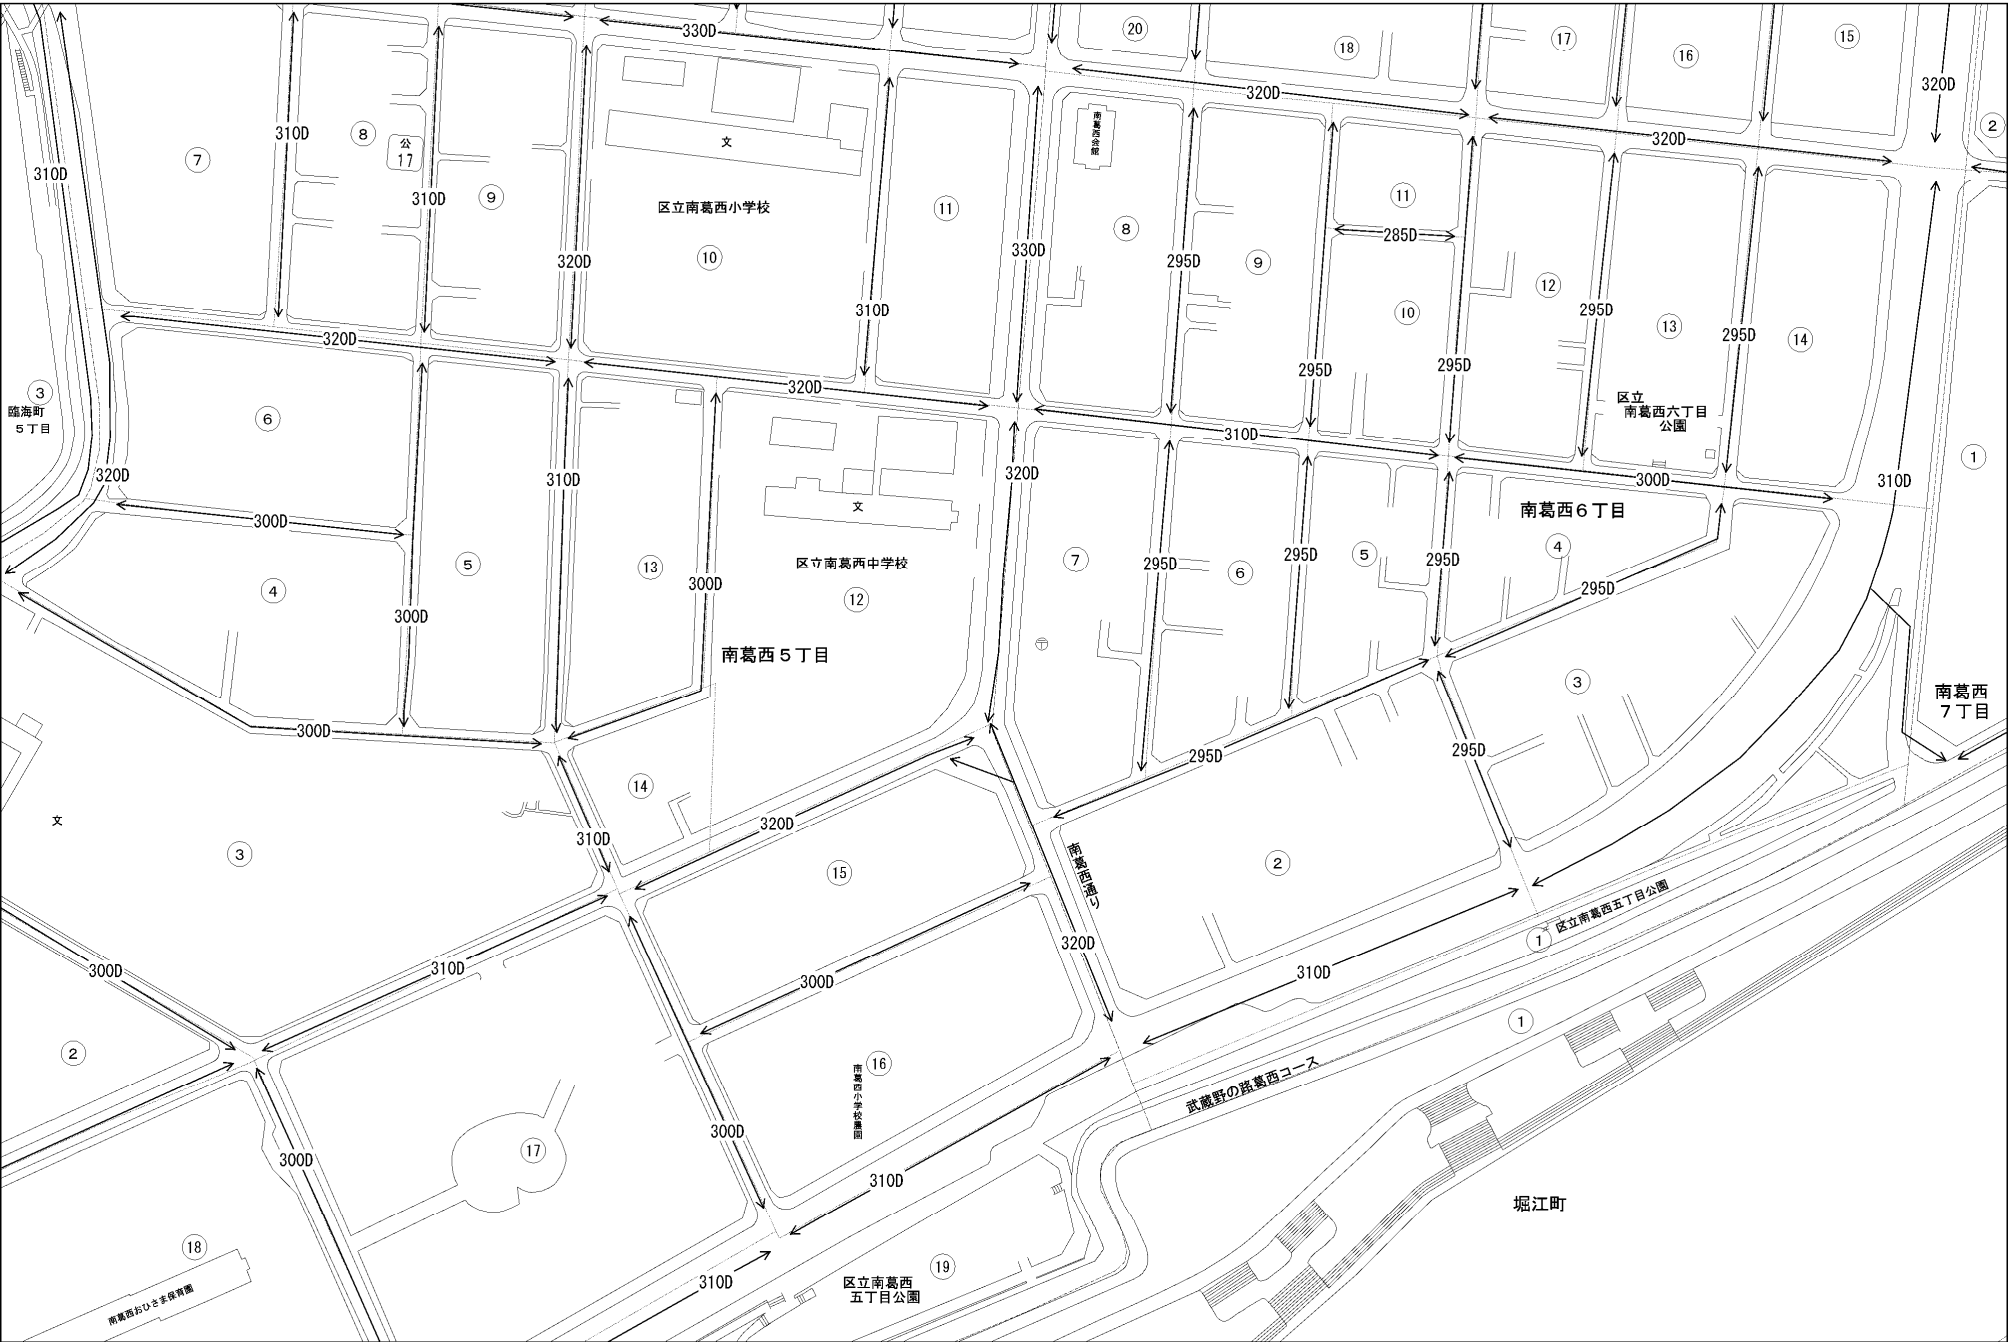 330D
20
18
17
16
15
320D
2
320D
320D
310D
8
公
17
310D
7
310D
9
文
区立南葛西小学校
10
320D
310D
11
330D
南葛西会館
8
295D
9
11
285D
10
295D
295D
12
295D
13
295D
14
区立
南葛西六丁目
公園
3
臨海町
5丁目
320D
6
320D
300D
320D
310D
310D
300D
310D
1
320D
文
区立南葛西中学校
12
13
300D
5
4
300D
300D
南葛西5丁目
7
295D
6
295D
5
295D
南葛西6丁目
4
295D
3
南葛西
7丁目
295D
295D
文
3
14
310D
320D
15
南葛西通り
2
320D
300D
310D
300D
310D
1
区立南葛西五丁目公園
1
2
16
南葛西小学校農園
武蔵野の路葛西コース
300D
17
300D
310D
堀江町
18
南葛西おひさま保育園
310D
19
区立南葛西
五丁目公園